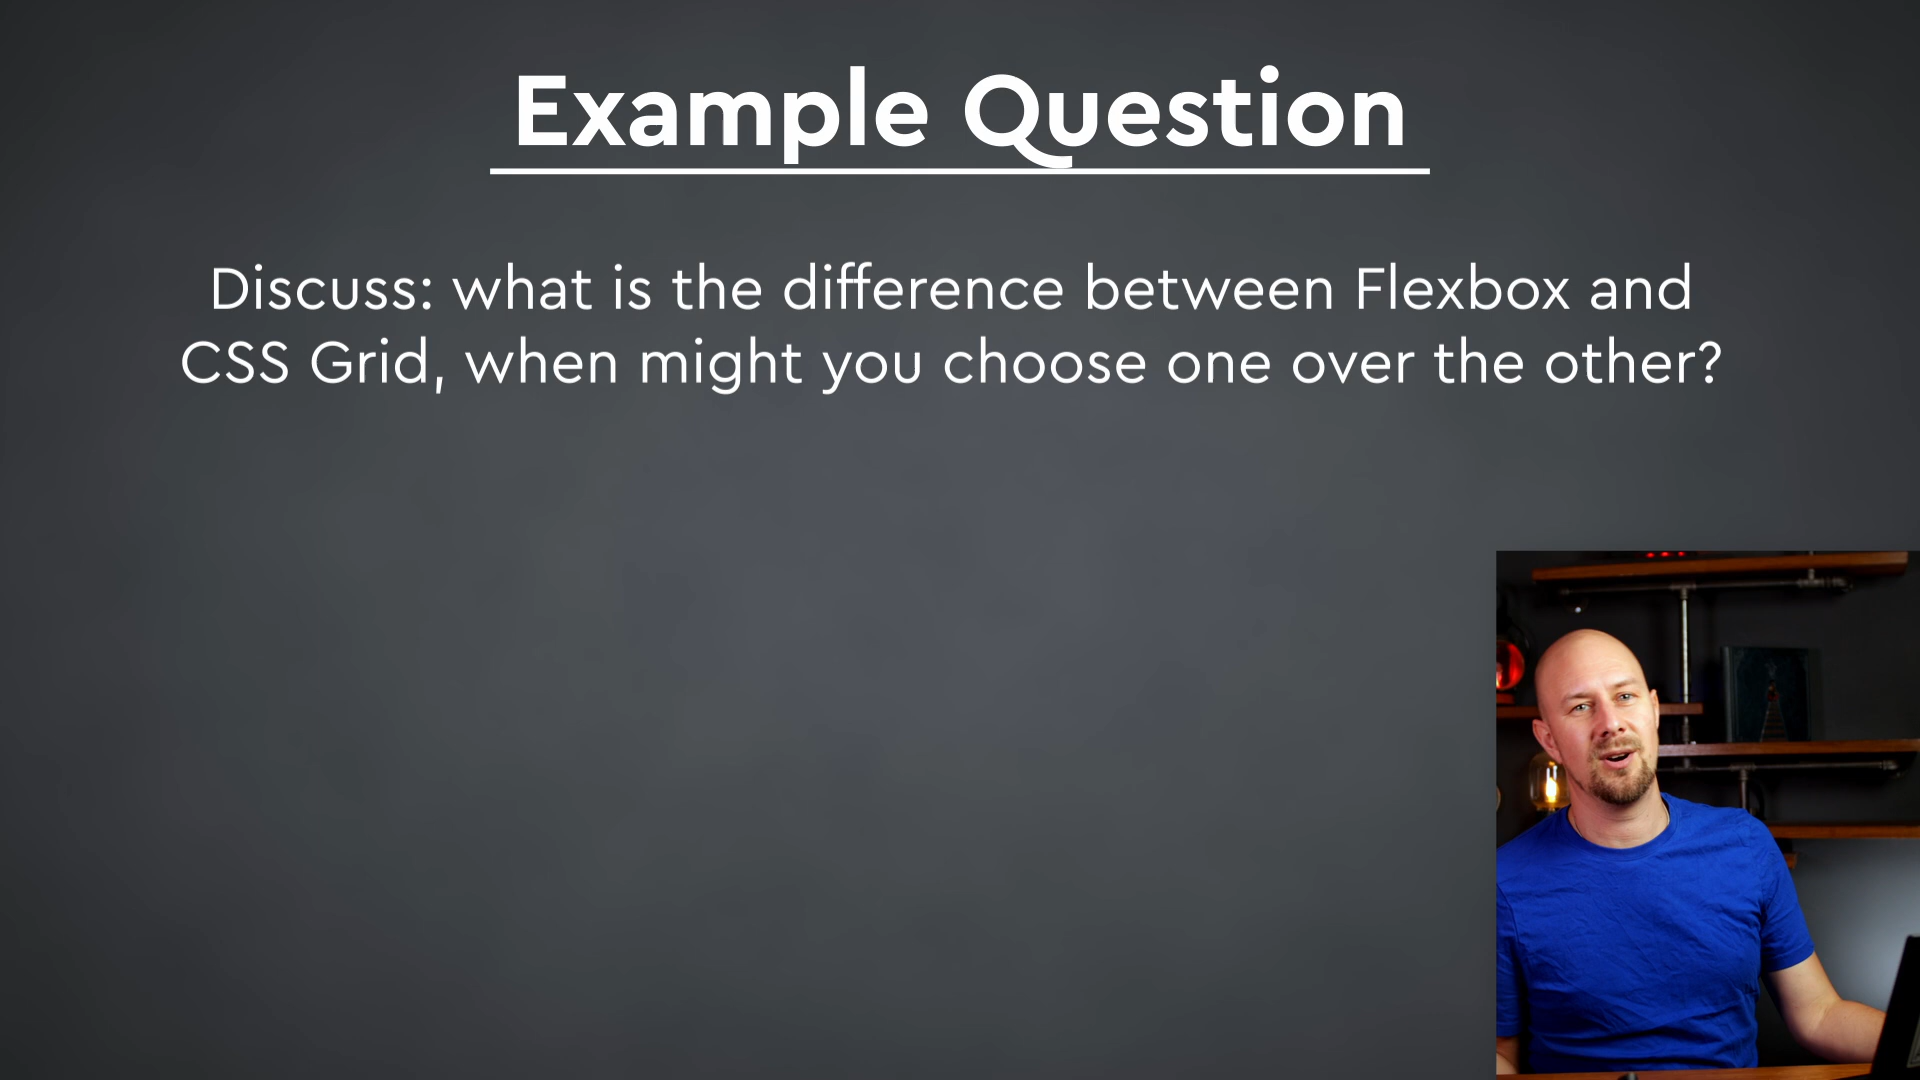 Example Question
Discuss: what is the difference between Flexbox and
CSS Grid, when might you choose one over the other?